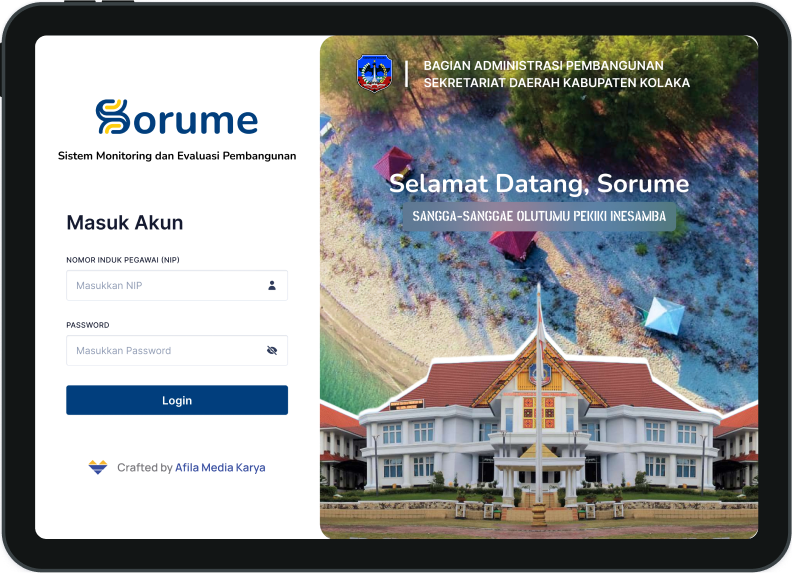 Sorume
Sistem Monitoring dan Evaluasi Pembangunan
Masuk Akun
NOMOR INDUK PEGAWAI (NIP)
Masukkan NIP
PASSWORD
Masukkan Password
Login
Crafted by Afila Media Karya
BAGIAN ADMINISTRASI PEMBANGUNAN
SEKRETARIAT DAERAH KABUPATEN KOLAKA
Selamat Datang, Sorume
SANGGA-SANGGAE OLUTUMU PEKIKI INESAMBA